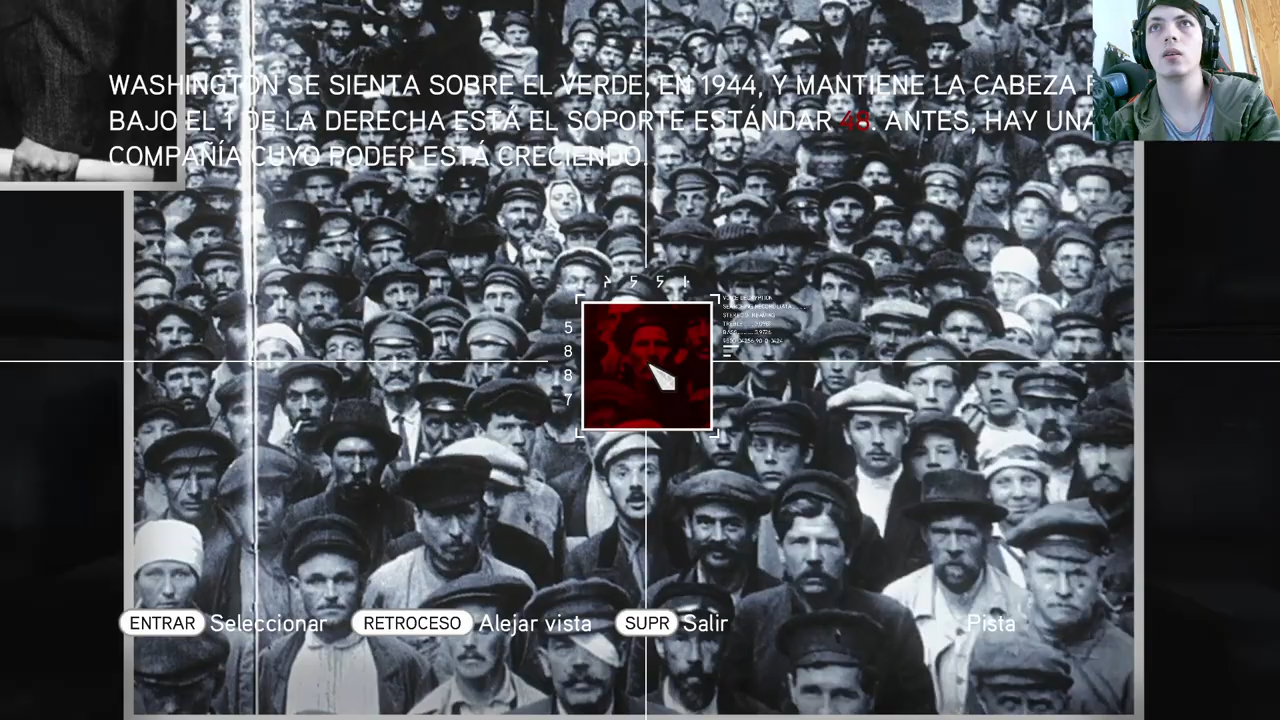 WASHINGTON SE SIENTA SOBRE EL VERDE, EN 1944, Y MANTIENE LA CABEZA
BAJO EL 1 DE LA DERECHA ESTÁ EL SOPORTE ESTÁNDAR 48. ANTES, HAY UNA
COMPAÑÍA CUYO PODER ESTÁ CRECIENDO.
5
8
8
7
ENTRAR Seleccionar RETROCESO Alejar vista SUPR Salir Pista